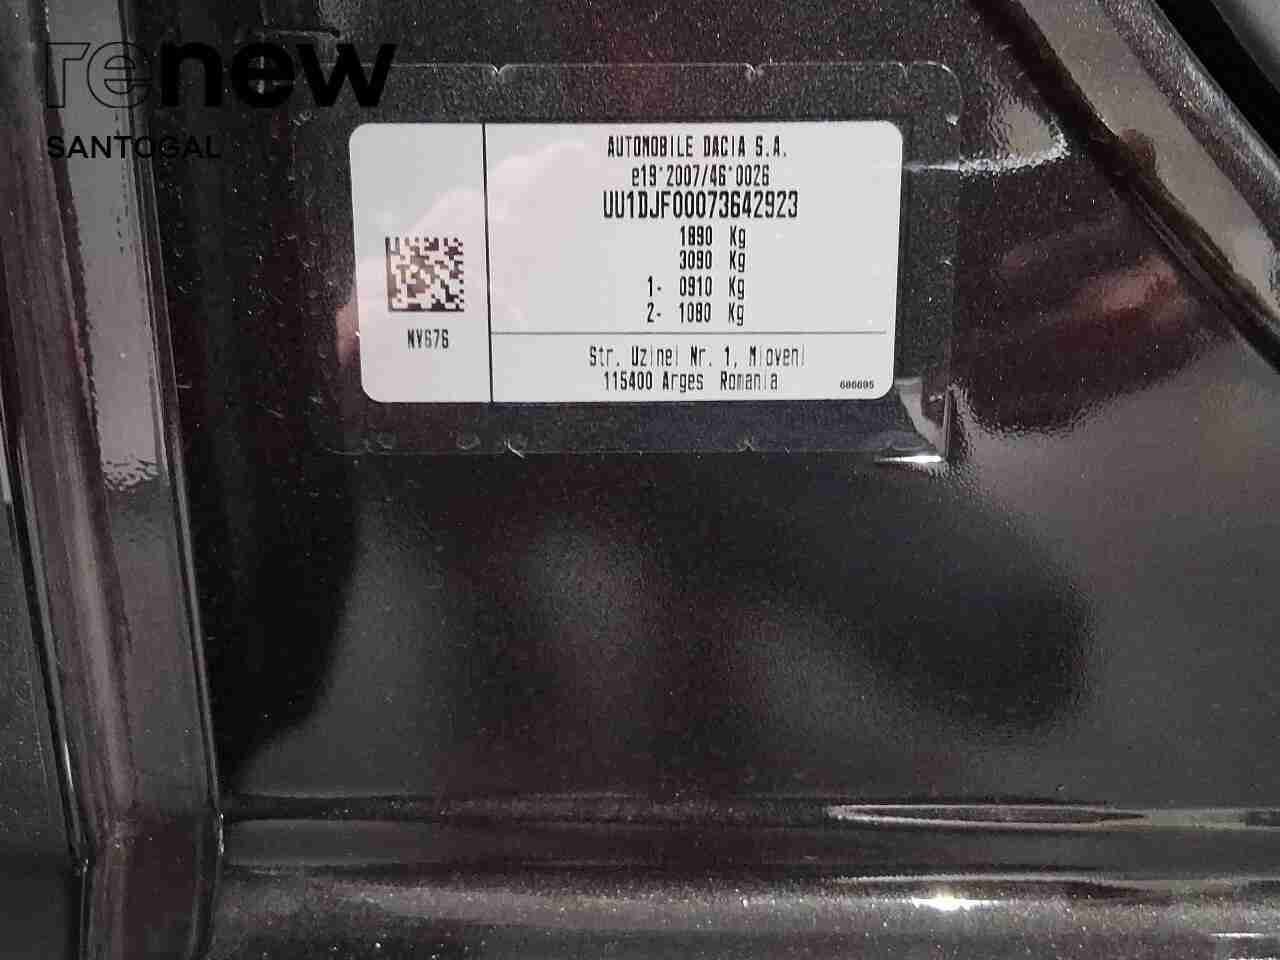 renew
SANTOGAL
AUTOMOBILE DACIA S.A.
e19*2007/46*0026
UU1DJF00073642923
1890 Kg
3090 Kg
1- 0910 Kg
2- 1080 Kg
NV676
Str. Uzinei Nr. 1, Mioveni
115400 Arges Romania
686695